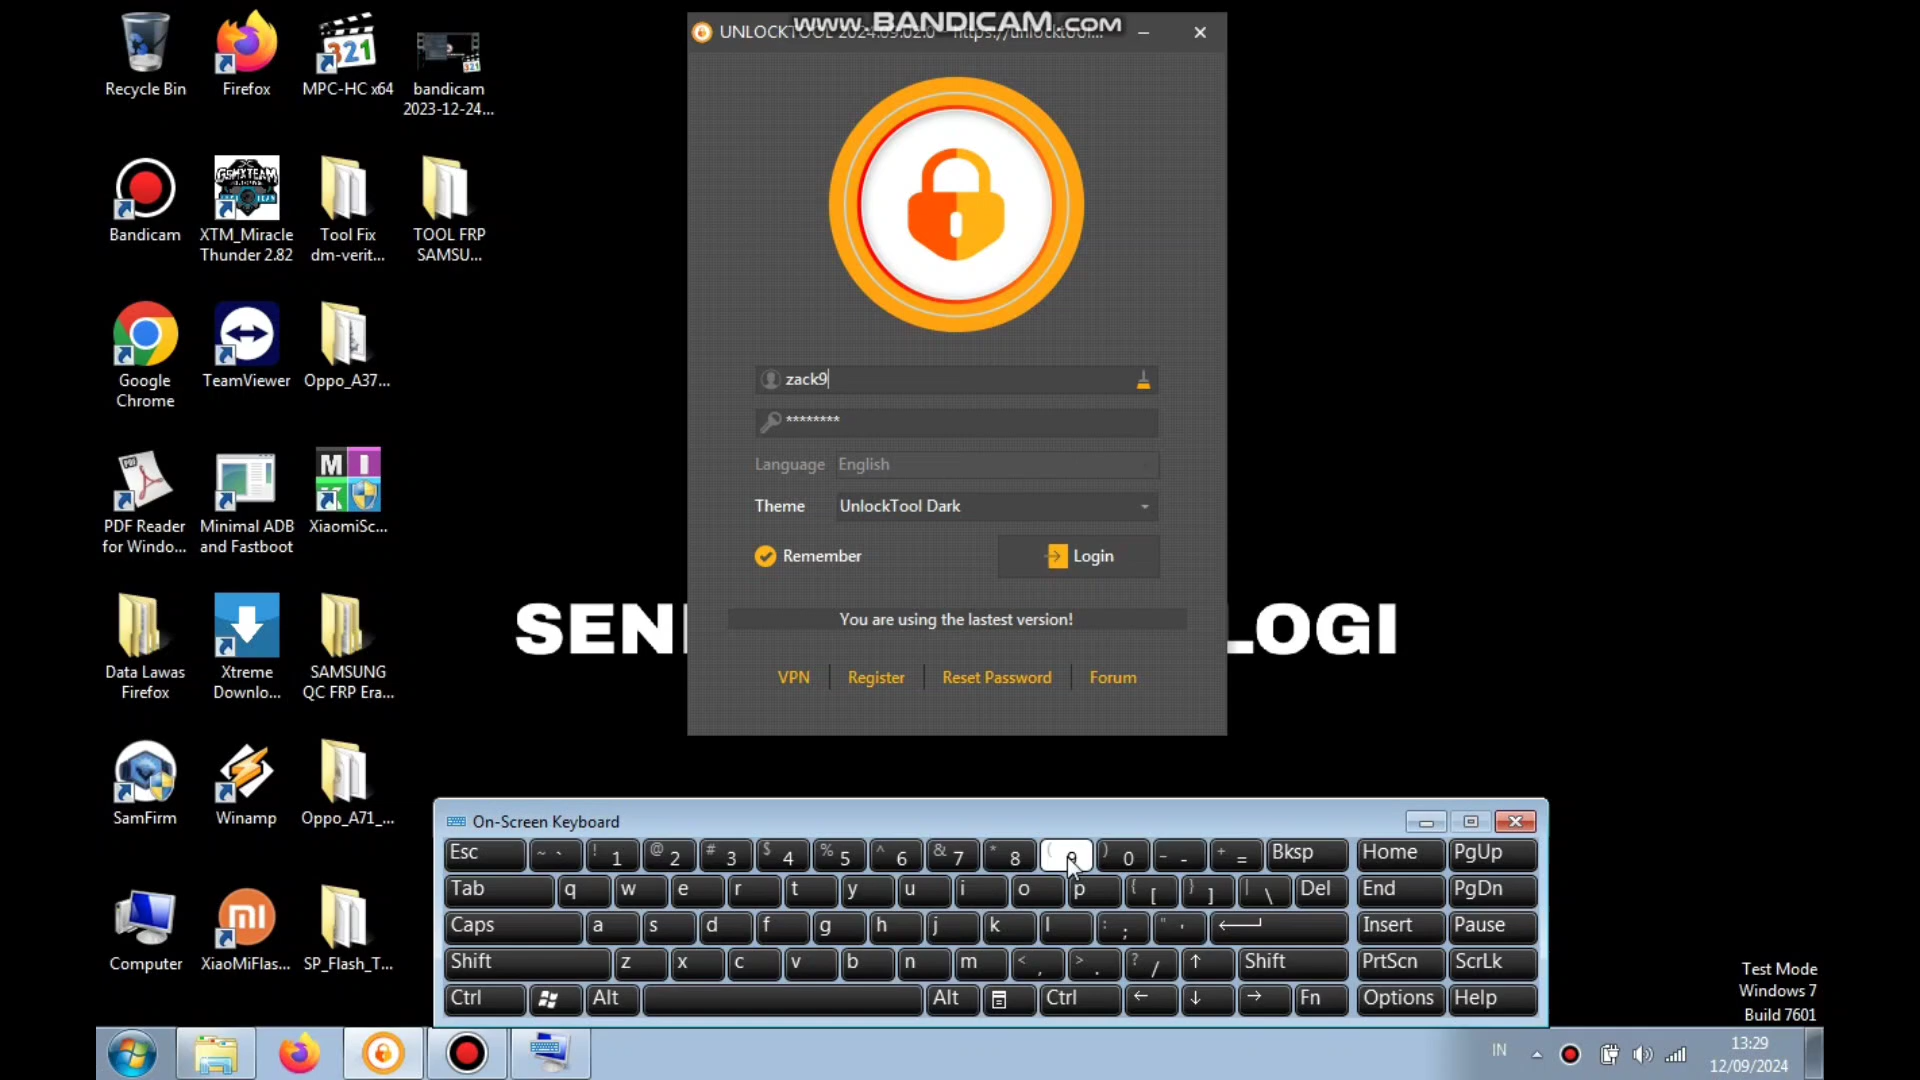 www.BANDICAM.com
UNLOCKTOOL 2024.09.02.0 - https://unlocktool...
Recycle Bin
Firefox
MPC-HC x64
bandicam
2023-12-24...
Bandicam
XTM_Miracle
Thunder 2.82
Tool Fix
dm-verit...
TOOL FRP
SAMSU...
Google
Chrome
TeamViewer
Oppo_A37...
PDF Reader
for Windo...
Minimal ADB
and Fastboot
XiaomiSc...
Data Lawas
Firefox
Xtreme
Downlo...
SAMSUNG
QC FRP Era...
SamFirm
Winamp
Oppo_A71_...
Computer
XiaoMiFlas...
SP_Flash_T...
zack9
********
Language English
Theme UnlockTool Dark
Remember Login
You are using the lastest version!
VPN Register Reset Password Forum
SEN LOGI
On-Screen Keyboard
Esc ~ ` ! 1 @ 2 # 3 $ 4 % 5 ^ 6 & 7 * 8 ( 9 ) 0 _ - + = Bksp Home PgUp
Tab q w e r t y u i o p { [ } ] | \ Del End PgDn
Caps a s d f g h j k l : ; " ' Insert Pause
Shift z x c v b n m < , > . ? / ↑ Shift PrtScn ScrLk
Ctrl Alt Alt Ctrl ← ↓ → Fn Options Help
Test Mode
Windows 7
Build 7601
IN
13:29
12/09/2024